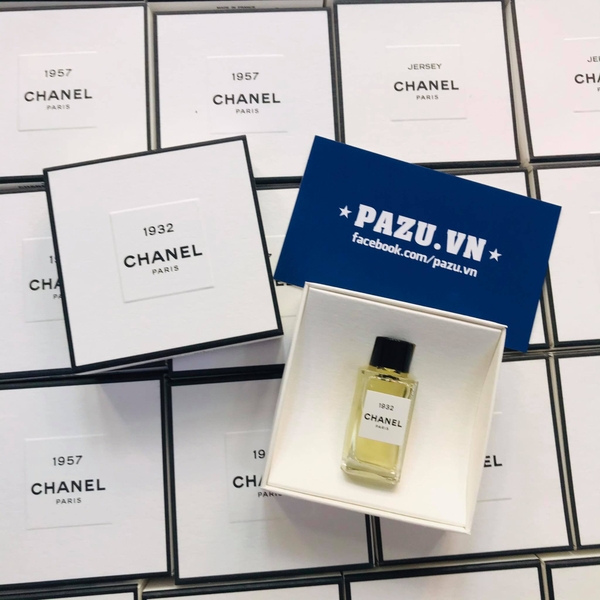 1957
CHANEL
PARIS
1957
CHANEL
PARIS
JERSEY
CHANEL
PARIS
1932
CHANEL
PARIS
★PAZU.VN★
facebook.com/pazu.vn
1932
CHANEL
PARIS
1957
CHANEL
PARIS